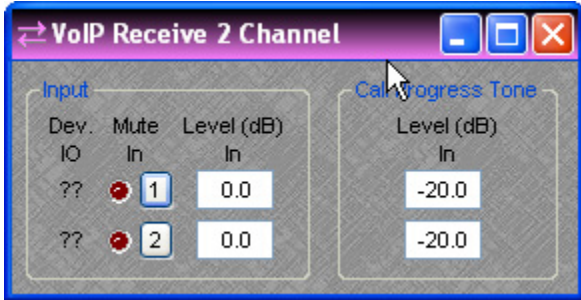 VoIP Receive 2 Channel
Input
Call Progress Tone
Dev. Mute Level (dB)
Level (dB)
IO In In
In
?? 1 0.0
-20.0
?? 2 0.0
-20.0